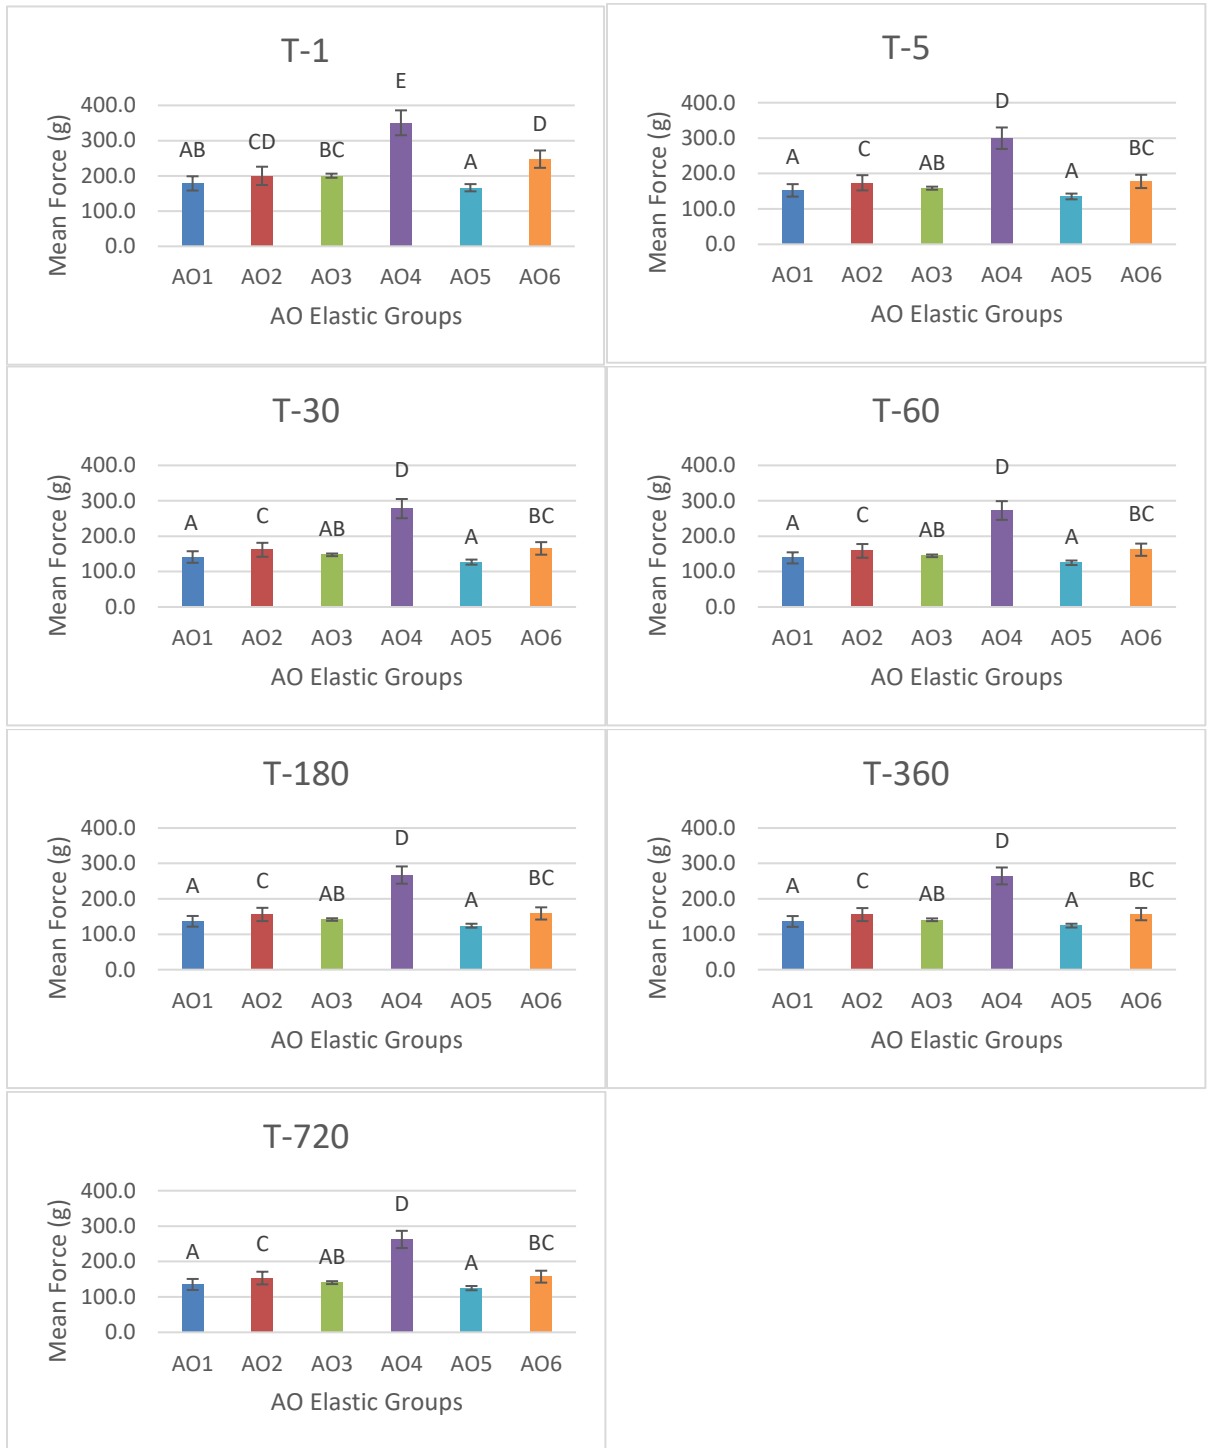 T-1
E
D
CD
BC
AB
A
400.0
300.0
200.0
100.0
0.0
Mean Force (g)
AO1 AO2 AO3 AO4 AO5 AO6
AO Elastic Groups
T-5
D
A C AB A BC
400.0
300.0
200.0
100.0
0.0
Mean Force (g)
AO1 AO2 AO3 AO4 AO5 AO6
AO Elastic Groups
T-30
D
A C AB A BC
400.0
300.0
200.0
100.0
0.0
Mean Force (g)
AO1 AO2 AO3 AO4 AO5 AO6
AO Elastic Groups
T-60
D
A C AB A BC
400.0
300.0
200.0
100.0
0.0
Mean Force (g)
AO1 AO2 AO3 AO4 AO5 AO6
AO Elastic Groups
T-180
D
A C AB A BC
400.0
300.0
200.0
100.0
0.0
Mean Force (g)
AO1 AO2 AO3 AO4 AO5 AO6
AO Elastic Groups
T-360
D
A C AB A BC
400.0
300.0
200.0
100.0
0.0
Mean Force (g)
AO1 AO2 AO3 AO4 AO5 AO6
AO Elastic Groups
T-720
D
A C AB A BC
400.0
300.0
200.0
100.0
0.0
Mean Force (g)
AO1 AO2 AO3 AO4 AO5 AO6
AO Elastic Groups